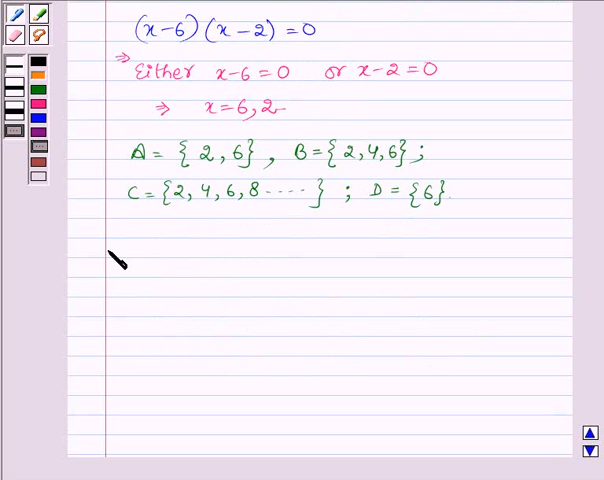 (x-6)(x-2) = 0
⇒ Either x-6=0 or x-2=0
⇒ x=6,2
A = {2,6}, B={2,4,6};
C={2,4,6,8.....}; D={6}.